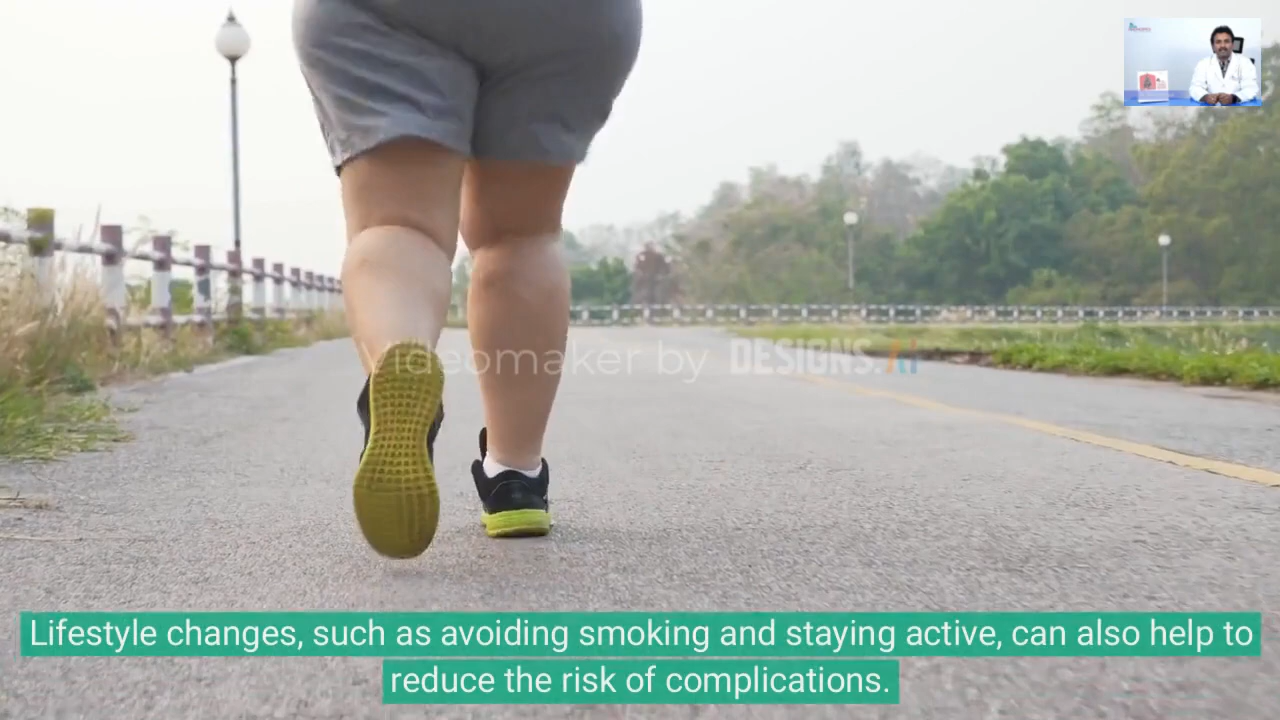 Videomaker by DESIGNS.AI
Lifestyle changes, such as avoiding smoking and staying active, can also help to
reduce the risk of complications.